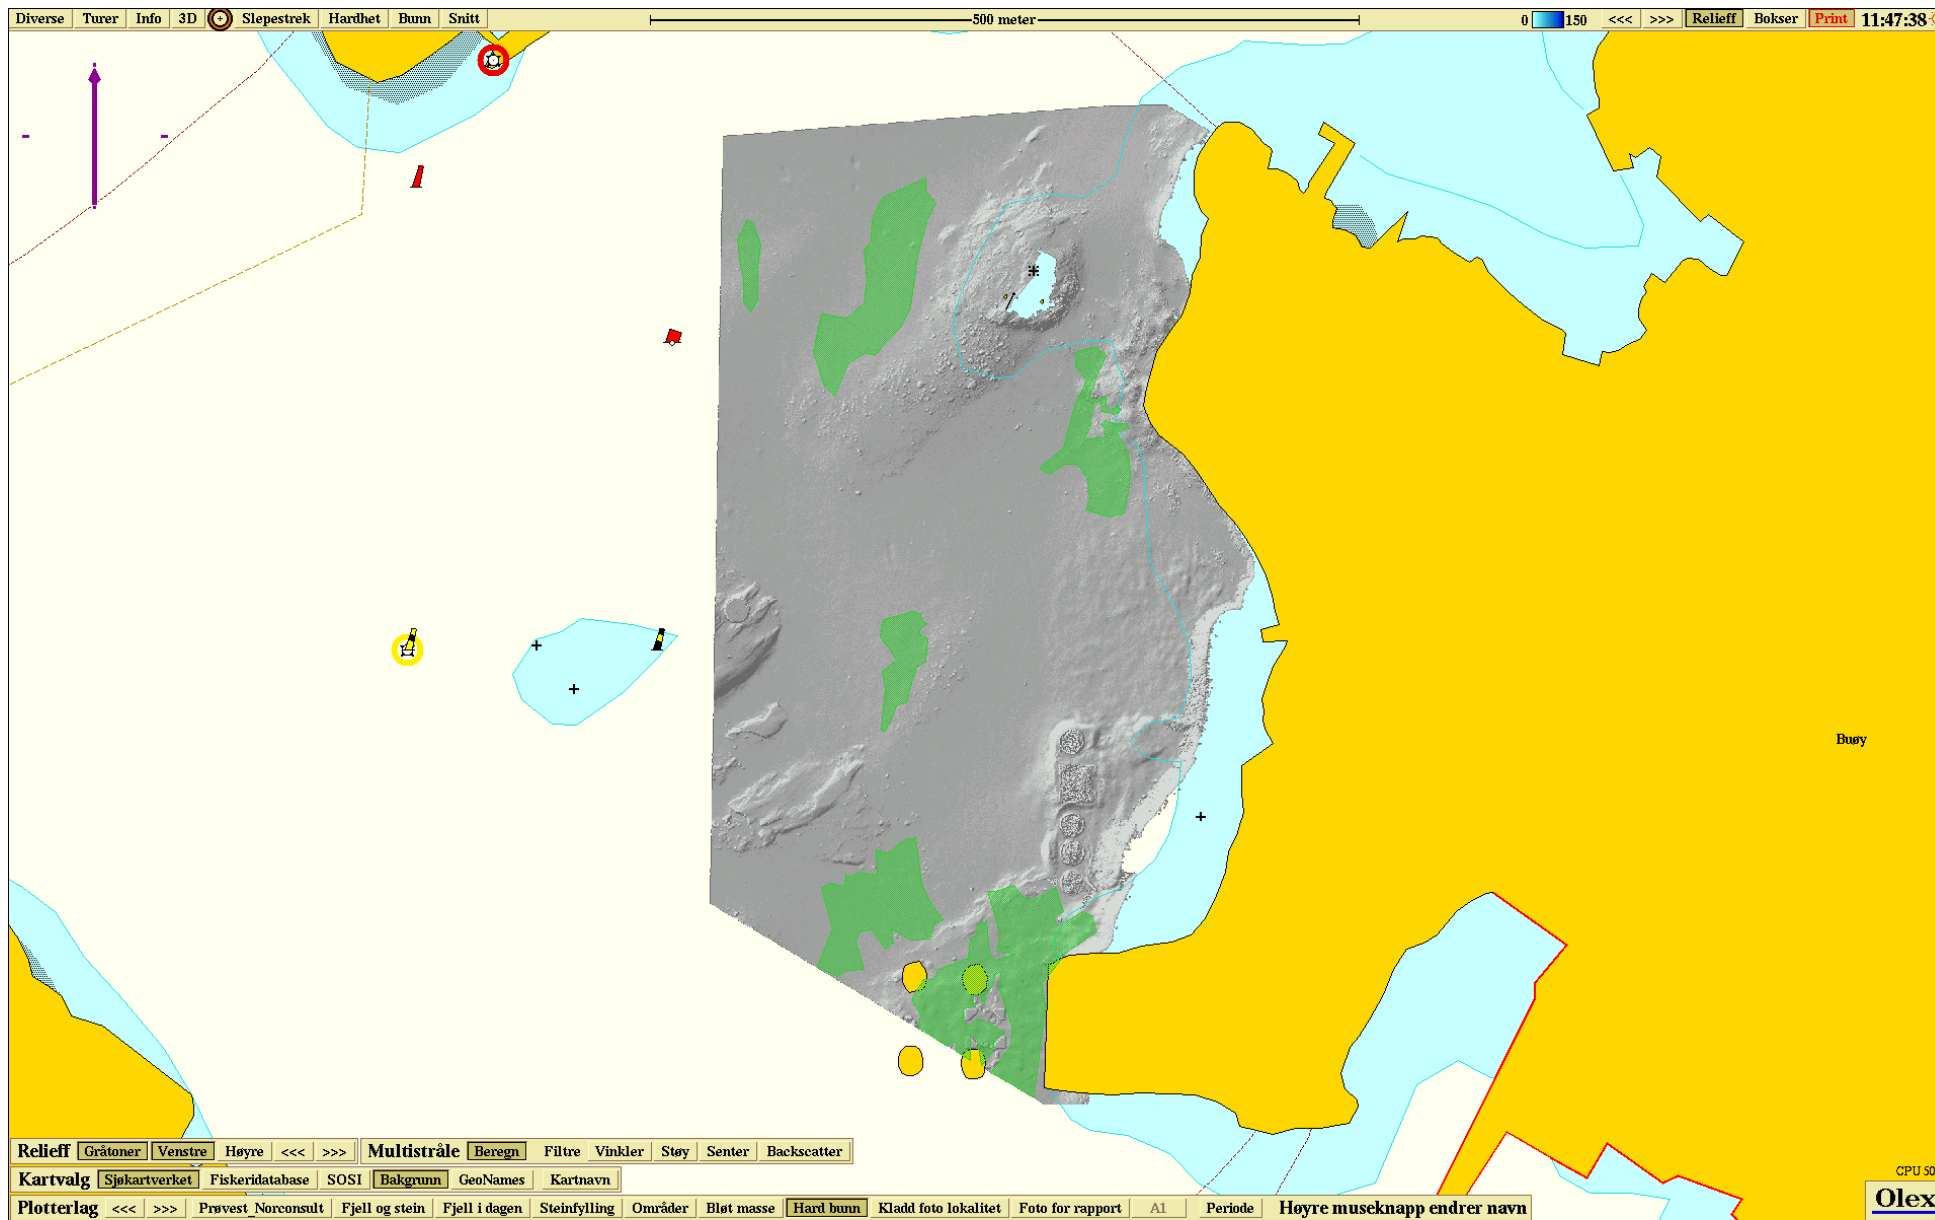 Diverse Turer Info 3D Slepestrek Hardhet Bunn Snitt 500 meter 0 150 <<< >>> Relieff Bokser Print 11:47:38
Buøy
Relieff Gråtoner Venstre Høyre <<< >>> Multistråle Beregn Filtre Vinkler Støy Senter Backscatter
CPU 50
Kartvalg Sjøkartverket Fiskeridatabase SOSI Bakgrunn GeoNames Kartnavn
Plotterlag <<< >>> Prøvest_Norconsult Fjell og stein Fjell i dagen Steinfylling Områder Bløt masse Hard bunn Kladd foto lokalitet Foto for rapport A1 Periode Høyre museknapp endrer navn
Olex